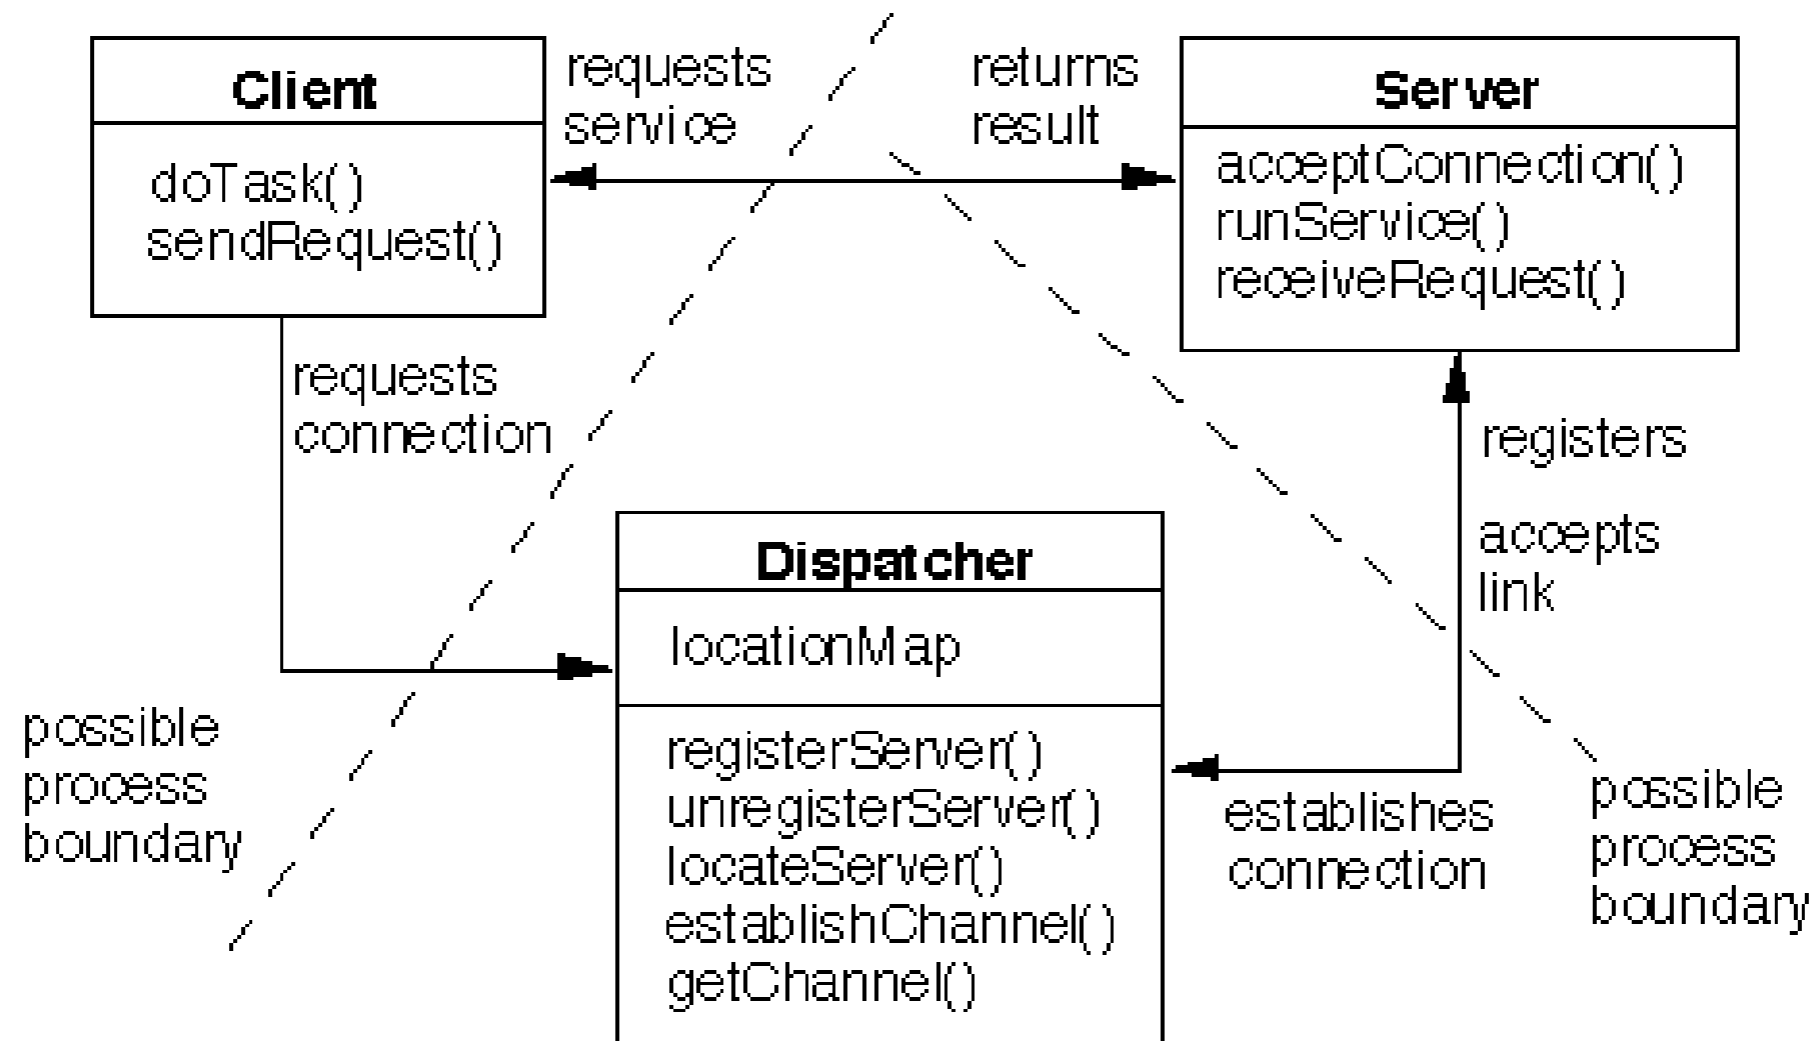 Client
doTask()
sendRequest()
requests
service
returns
result
Server
acceptConnection()
runService()
receiveRequest()
requests
connection
registers
accepts
link
Dispatcher
locationMap
registerServer()
unregisterServer()
locateServer()
establishChannel()
getChannel()
establishes
connection
possible
process
boundary
possible
process
boundary